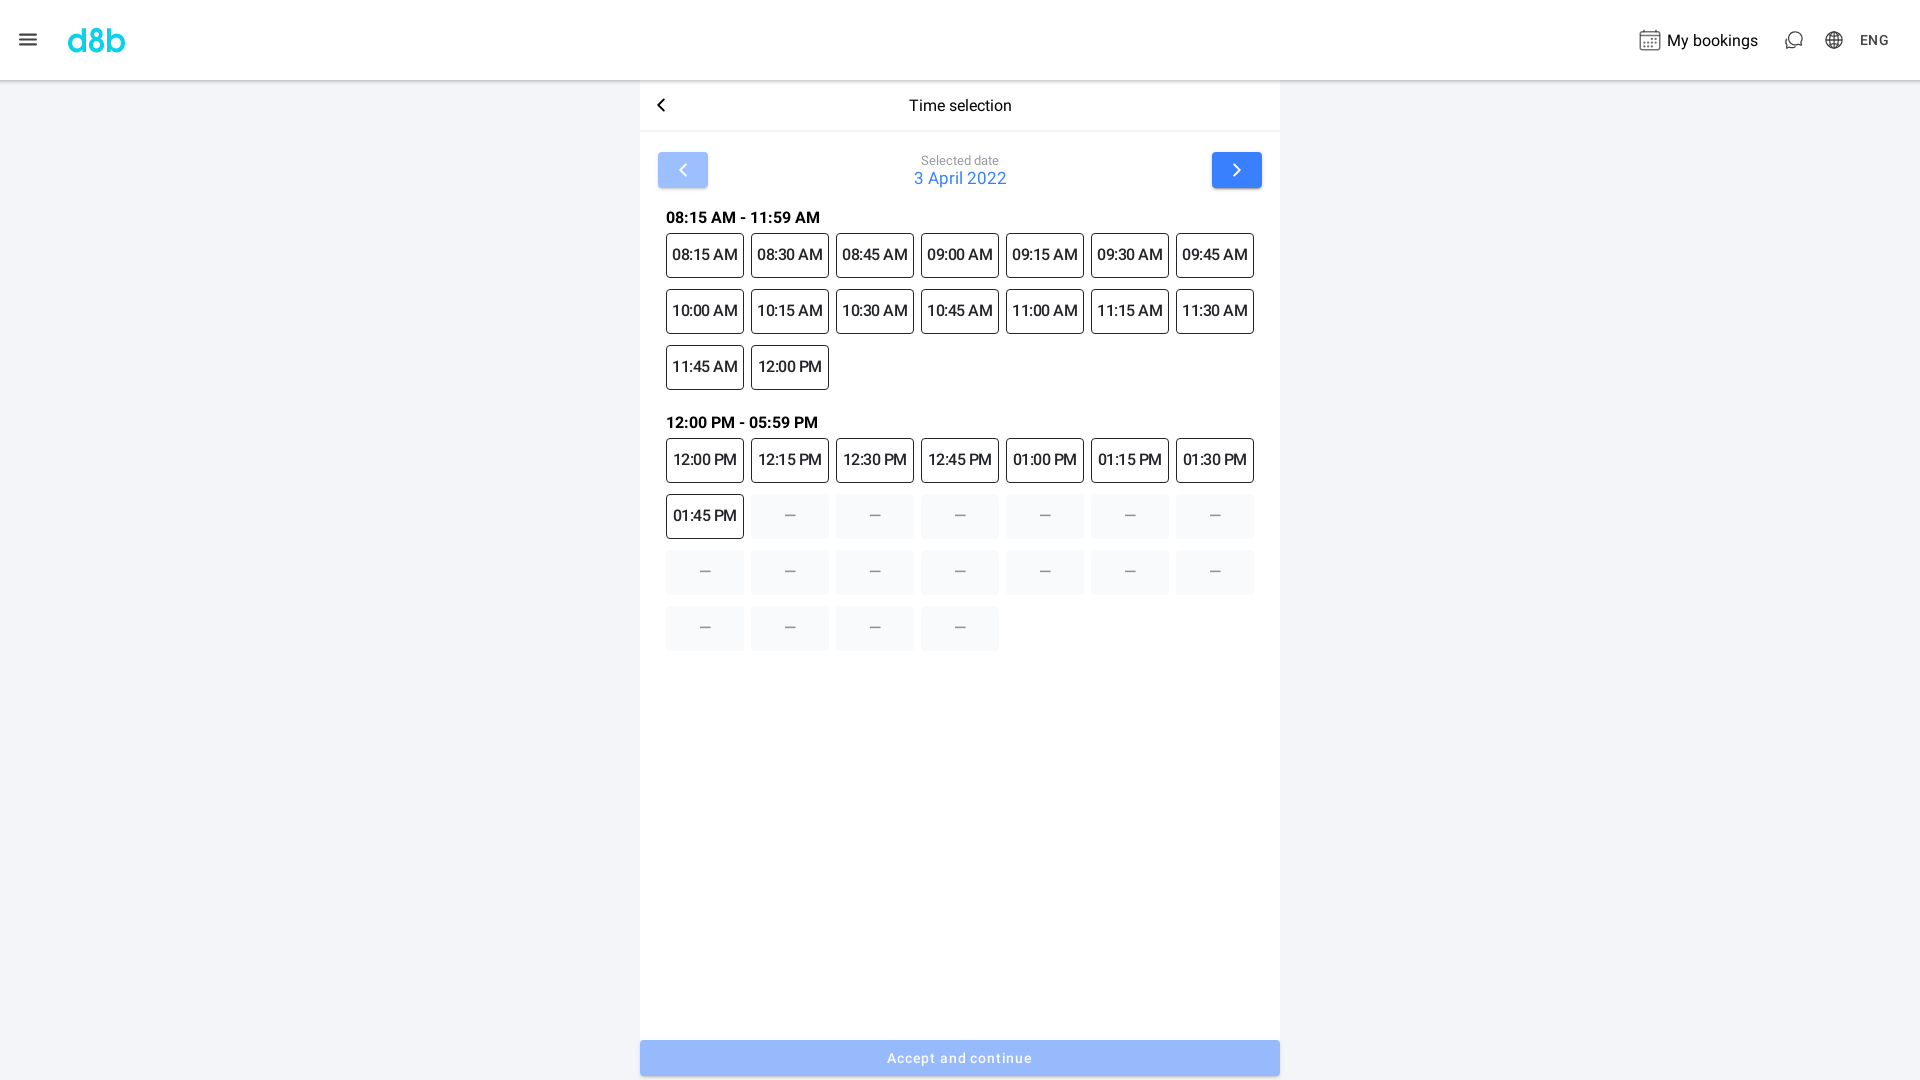 d8b
My bookings
ENG
Time selection
Selected date
3 April 2022
08:15 AM - 11:59 AM
08:15 AM 08:30 AM 08:45 AM 09:00 AM 09:15 AM 09:30 AM 09:45 AM
10:00 AM 10:15 AM 10:30 AM 10:45 AM 11:00 AM 11:15 AM 11:30 AM
11:45 AM 12:00 PM
12:00 PM - 05:59 PM
12:00 PM 12:15 PM 12:30 PM 12:45 PM 01:00 PM 01:15 PM 01:30 PM
01:45 PM — — — — — —
— — — — — — —
— — — —
Accept and continue